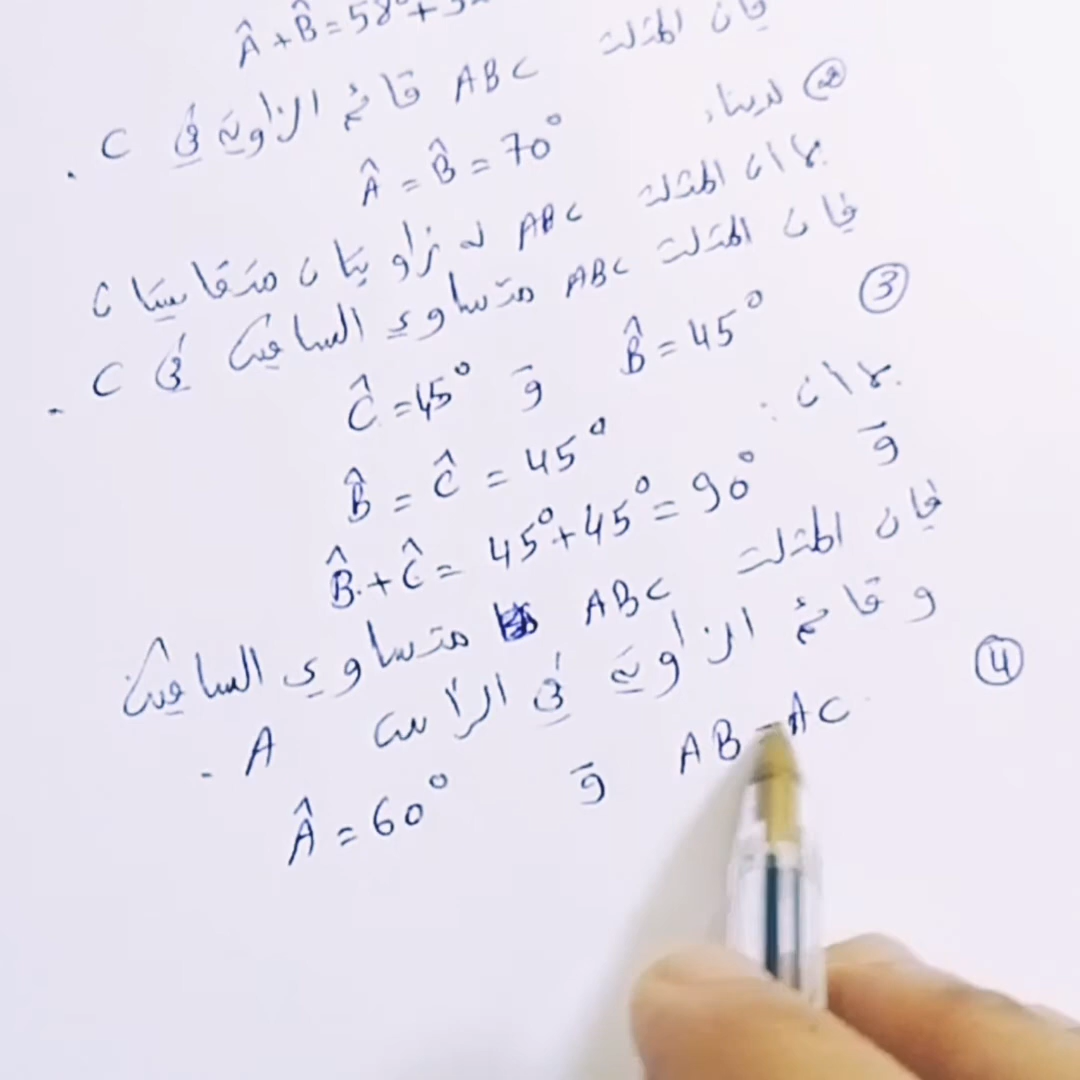 Â + B̂ = 58° + 3
فإن المثلث ABC قائم الزاوية في C .
② لدينا:
Â = B̂ = 70°
بما أن المثلث ABC له زاويتان متقايستان
فإن المثلث ABC متساوي الساقين في C .
③ B̂ = 45° و Ĉ = 45°
بما أن: B̂ = Ĉ = 45°
و B̂ + Ĉ = 45° + 45° = 90°
فإن المثلث ABC متساوي الساقين
و قائم الزاوية في الرأس A .
④ AB = AC و Â = 60°